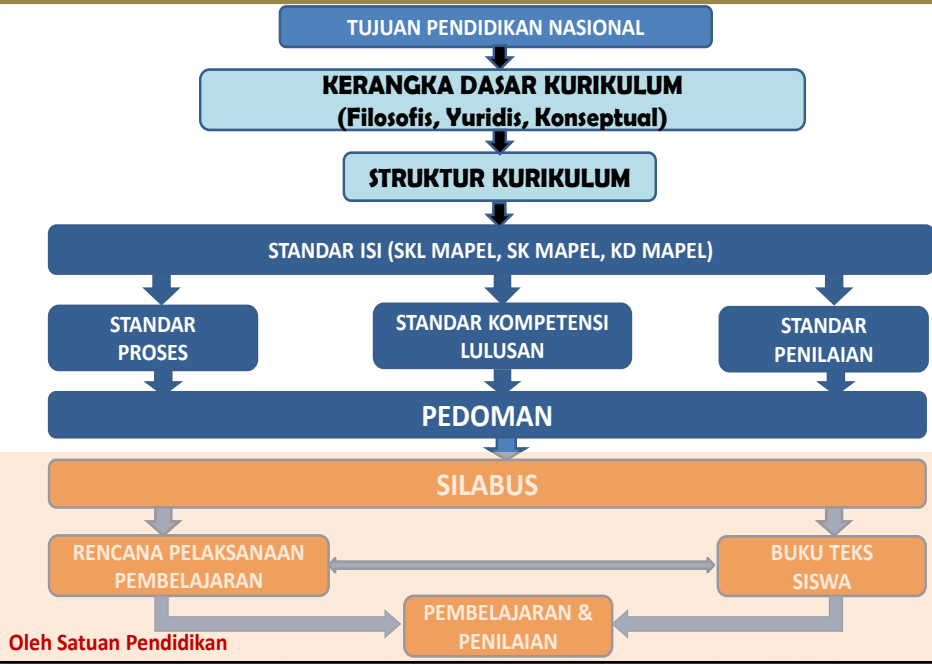 TUJUAN PENDIDIKAN NASIONAL
KERANGKA DASAR KURIKULUM
(Filosofis, Yuridis, Konseptual)
STRUKTUR KURIKULUM
STANDAR ISI (SKL MAPEL, SK MAPEL, KD MAPEL)
STANDAR
PROSES
STANDAR KOMPETENSI
LULUSAN
STANDAR
PENILAIAN
PEDOMAN
SILABUS
RENCANA PELAKSANAAN
PEMBELAJARAN
BUKU TEKS
SISWA
PEMBELAJARAN &
PENILAIAN
Oleh Satuan Pendidikan